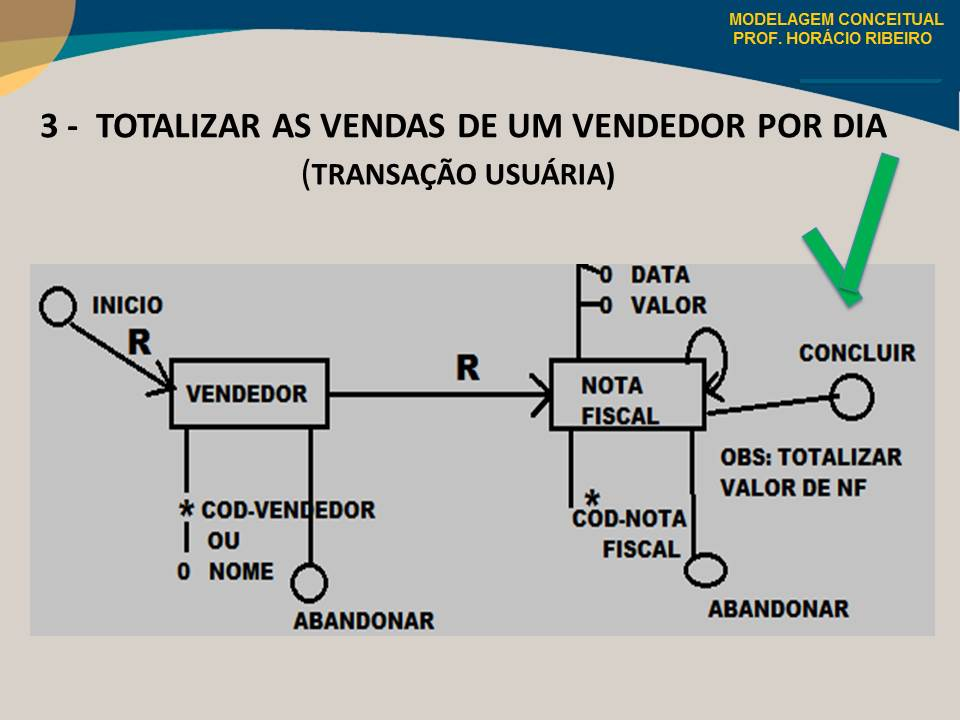 MODELAGEM CONCEITUAL
PROF. HORÁCIO RIBEIRO
3 - TOTALIZAR AS VENDAS DE UM VENDEDOR POR DIA
(TRANSAÇÃO USUÁRIA)
INICIO
R
VENDEDOR
* COD-VENDEDOR
OU
0 NOME
ABANDONAR
R
0 DATA
0 VALOR
NOTA
FISCAL
*
COD-NOTA
FISCAL
ABANDONAR
CONCLUIR
OBS: TOTALIZAR
VALOR DE NF